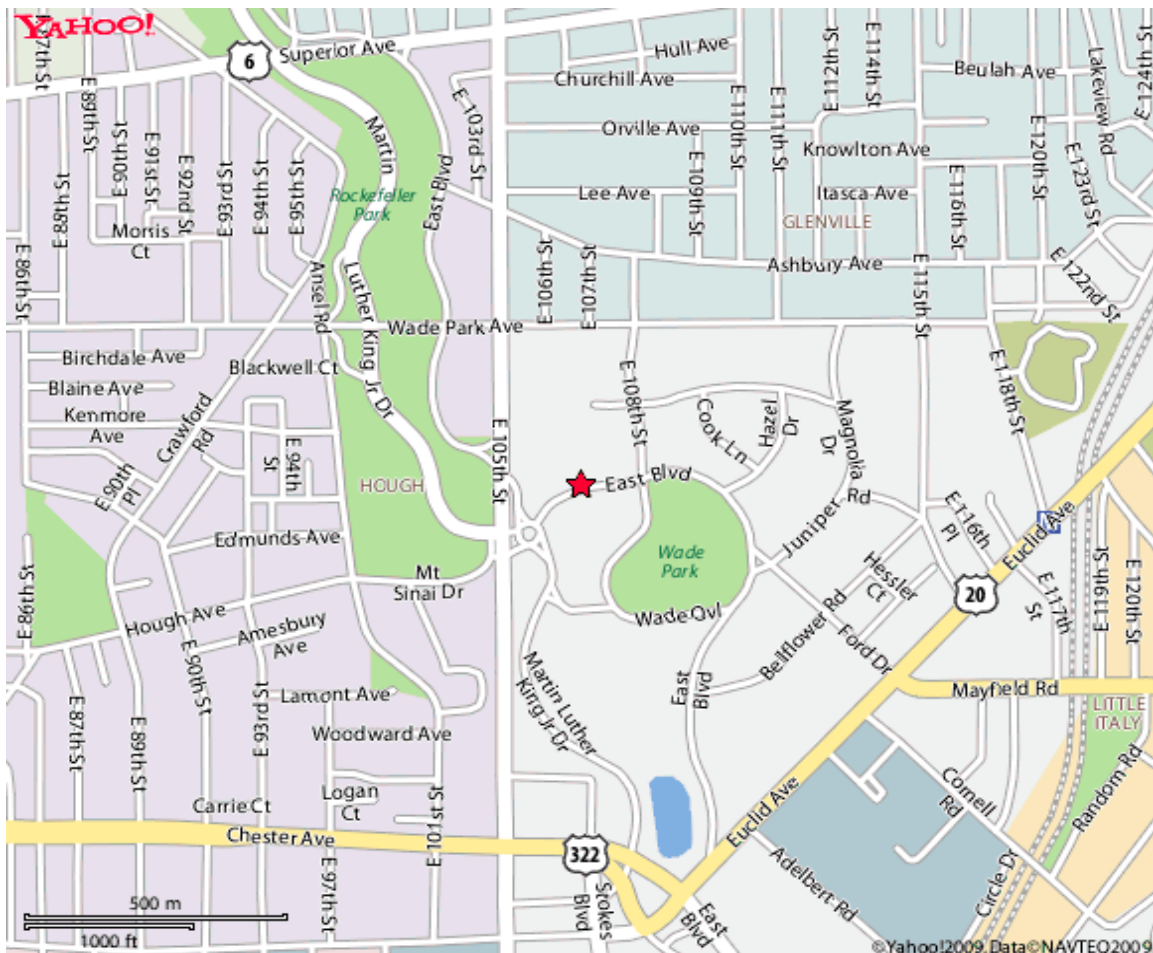 YAHOO!
6
Superior Ave
Hull Ave
Churchill Ave
Beulah Ave
Orville Ave
Knowlton Ave
Lee Ave
Itasca Ave
GLENVILLE
Ashbury Ave
E 97th St
E 89th St
E 90th St
E 91st St
E 92nd St
E 93rd St
E 94th St
E 95th St
E 88th St
E 86th St
Morris
Ct
Martin
Luther King Jr Dr
Rockefeller
Park
East Blvd
E 103rd St
E 106th St
E 107th St
E 109th St
E 110th St
E 111th St
E 112th St
E 114th St
E 115th St
E 116th St
E 120th St
E 123rd St
E 122nd St
Lakeview Rd
E 124th St
Ansel Rd
Wade Park Ave
Birchdale Ave
Blackwell Ct
Blaine Ave
Kenmore
Ave
Crawford
Rd
E 94th
St
E 90th
Pl
HOUGH
E 105th St
E 108th St
Cook Ln
Hazel
Dr
Magnolia
Dr
E 118th St
East Blvd
Juniper Rd
E 116th
Pl
Euclid Ave
Edmunds Ave
Wade
Park
Hessler
Ct
20
E 117th
St
E 119th St
E 120th St
Mt
Sinai Dr
E 86th St
Hough Ave
Amesbury
Ave
Wade Ovl
Bellflower Rd
Ford Dr
E 90th St
Lamont Ave
Martin Luther
King Jr Dr
East
Blvd
Mayfield Rd
LITTLE
ITALY
E 87th St
E 89th St
E 93rd St
Woodward Ave
Logan
Ct
Carrie Ct
E 101st St
Cornell
Rd
Random Rd
Chester Ave
322
Euclid Ave
E 97th St
Stokes
Blvd
East
Blvd
Adelbert Rd
Circle Dr
500 m
1000 ft
©Yahoo!2009, Data©NAVTEQ2009